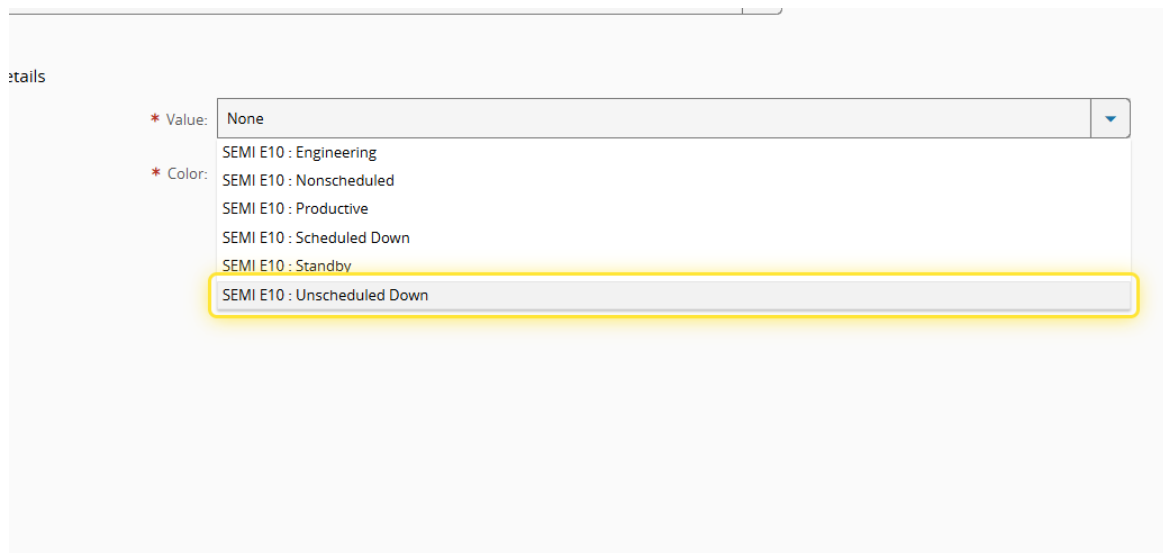 etails
* Value: None
SEMI E10 : Engineering
* Color:
SEMI E10 : Nonscheduled
SEMI E10 : Productive
SEMI E10 : Scheduled Down
SEMI E10 : Standby
SEMI E10 : Unscheduled Down